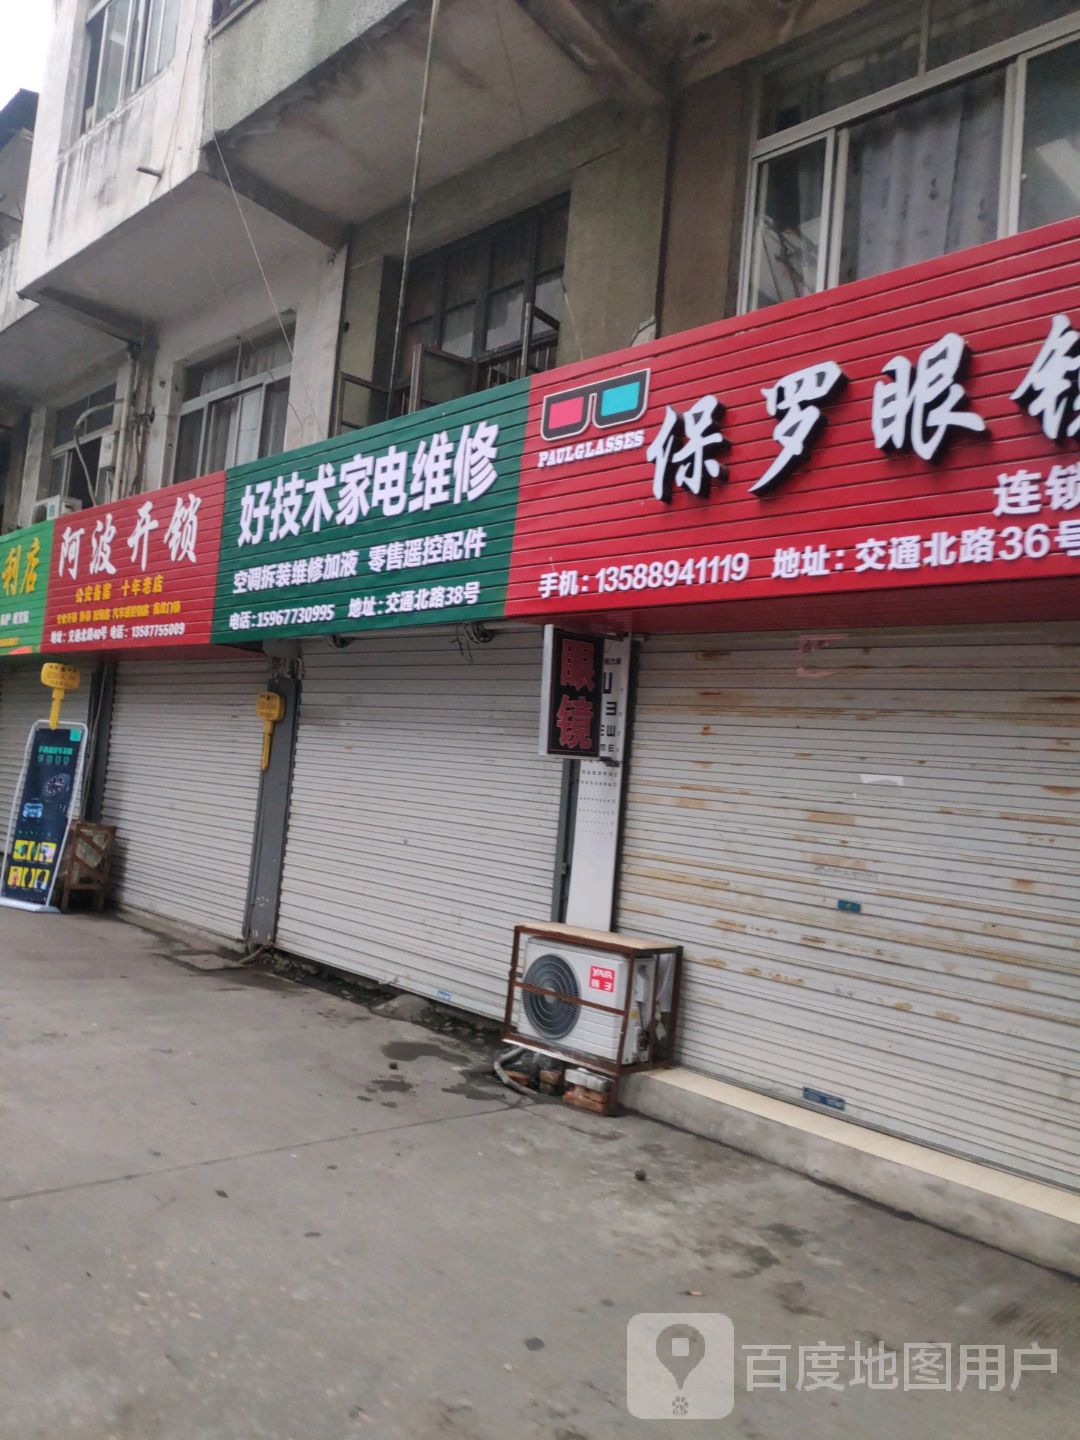 利店
阿波开锁
公安备案 十年老店
地址：交通北路40号 电话：13587755009
好技术家电维修
空调拆装维修加液 零售遥控配件
电话：15967730995 地址：交通北路38号
PAULGLASSES
保罗眼镜
连锁
手机：13588941119 地址：交通北路36号
眼镜
YAIR
扬子
百度地图用户